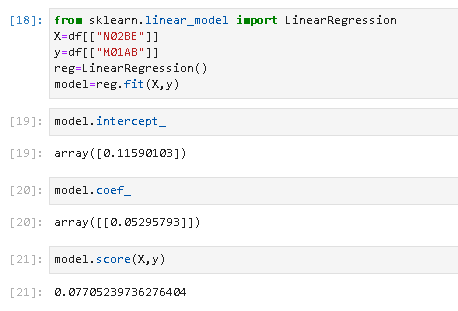 [18]: from sklearn.linear_model import LinearRegression
X=df[["N02BE"]]
y=df[["M01AB"]]
reg=LinearRegression()
model=reg.fit(X,y)
[19]: model.intercept_
[19]: array([0.11590103])
[20]: model.coef_
[20]: array([[0.05295793]])
[21]: model.score(X,y)
[21]: 0.07705239736276404